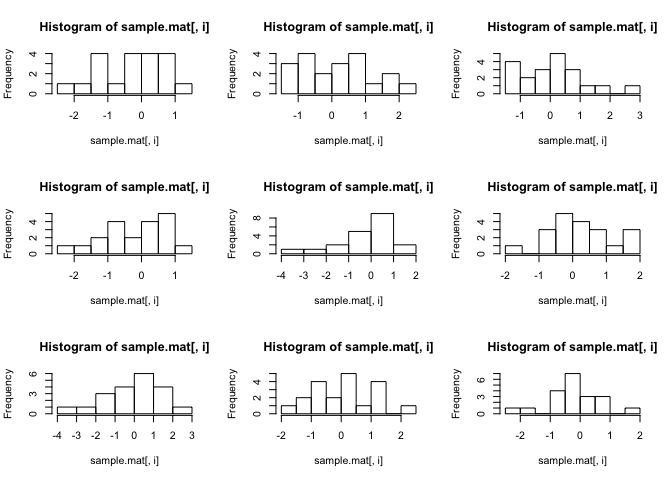 Histogram of sample.mat[, i]
Frequency
0 2 4
-2 -1 0 1
sample.mat[, i]
Histogram of sample.mat[, i]
Frequency
0 2 4
-1 0 1 2
sample.mat[, i]
Histogram of sample.mat[, i]
Frequency
0 2 4
-1 0 1 2 3
sample.mat[, i]
Histogram of sample.mat[, i]
Frequency
0 2 4
-2 -1 0 1
sample.mat[, i]
Histogram of sample.mat[, i]
Frequency
0 4 8
-4 -3 -2 -1 0 1 2
sample.mat[, i]
Histogram of sample.mat[, i]
Frequency
0 2 4
-2 -1 0 1 2
sample.mat[, i]
Histogram of sample.mat[, i]
Frequency
0 3 6
-4 -3 -2 -1 0 1 2 3
sample.mat[, i]
Histogram of sample.mat[, i]
Frequency
0 2 4
-2 -1 0 1 2
sample.mat[, i]
Histogram of sample.mat[, i]
Frequency
0 3 6
-2 -1 0 1 2
sample.mat[, i]